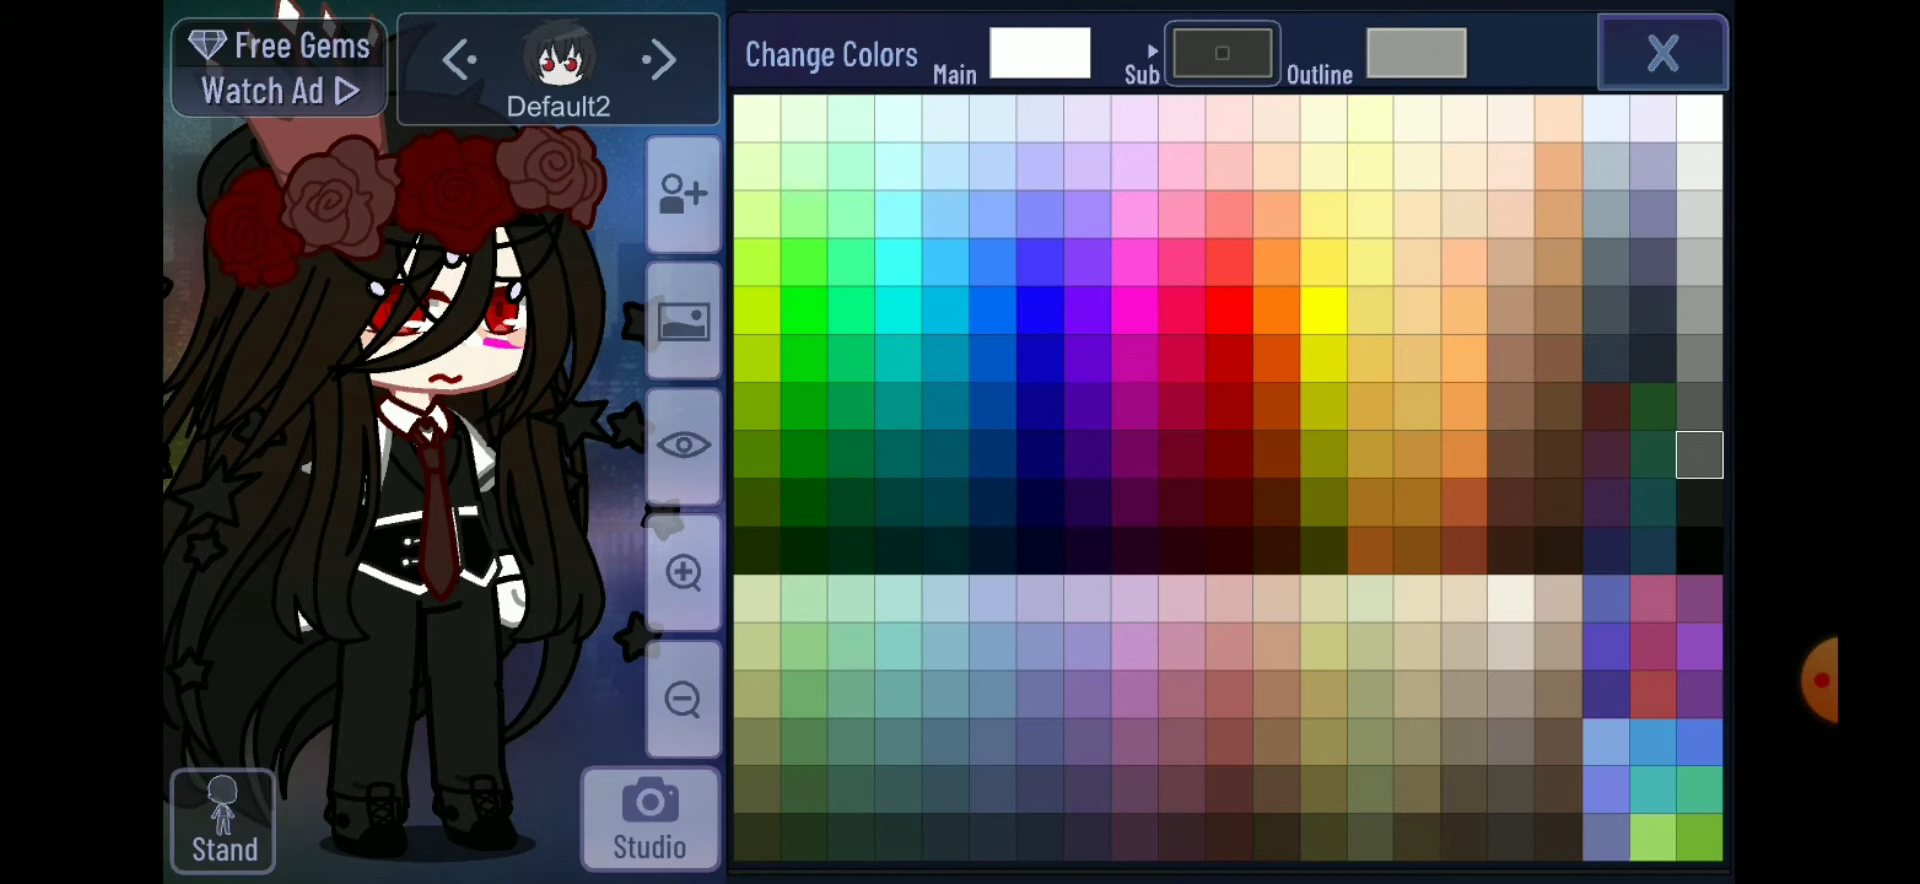 Free Gems
Watch Ad
Default2
Change Colors
Main
Sub
Outline
X
Stand
Studio